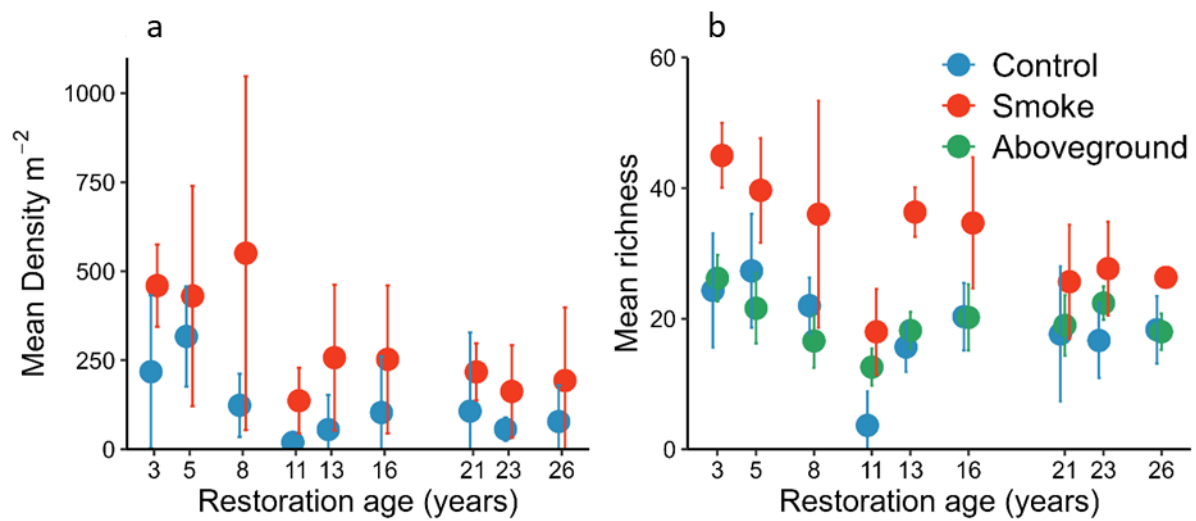 a
Mean Density m⁻²
1000
750
500
250
0
3 5 8 11 13 16 21 23 26
Restoration age (years)
b
Mean richness
60
40
20
0
Control
Smoke
Aboveground
3 5 8 11 13 16 21 23 26
Restoration age (years)